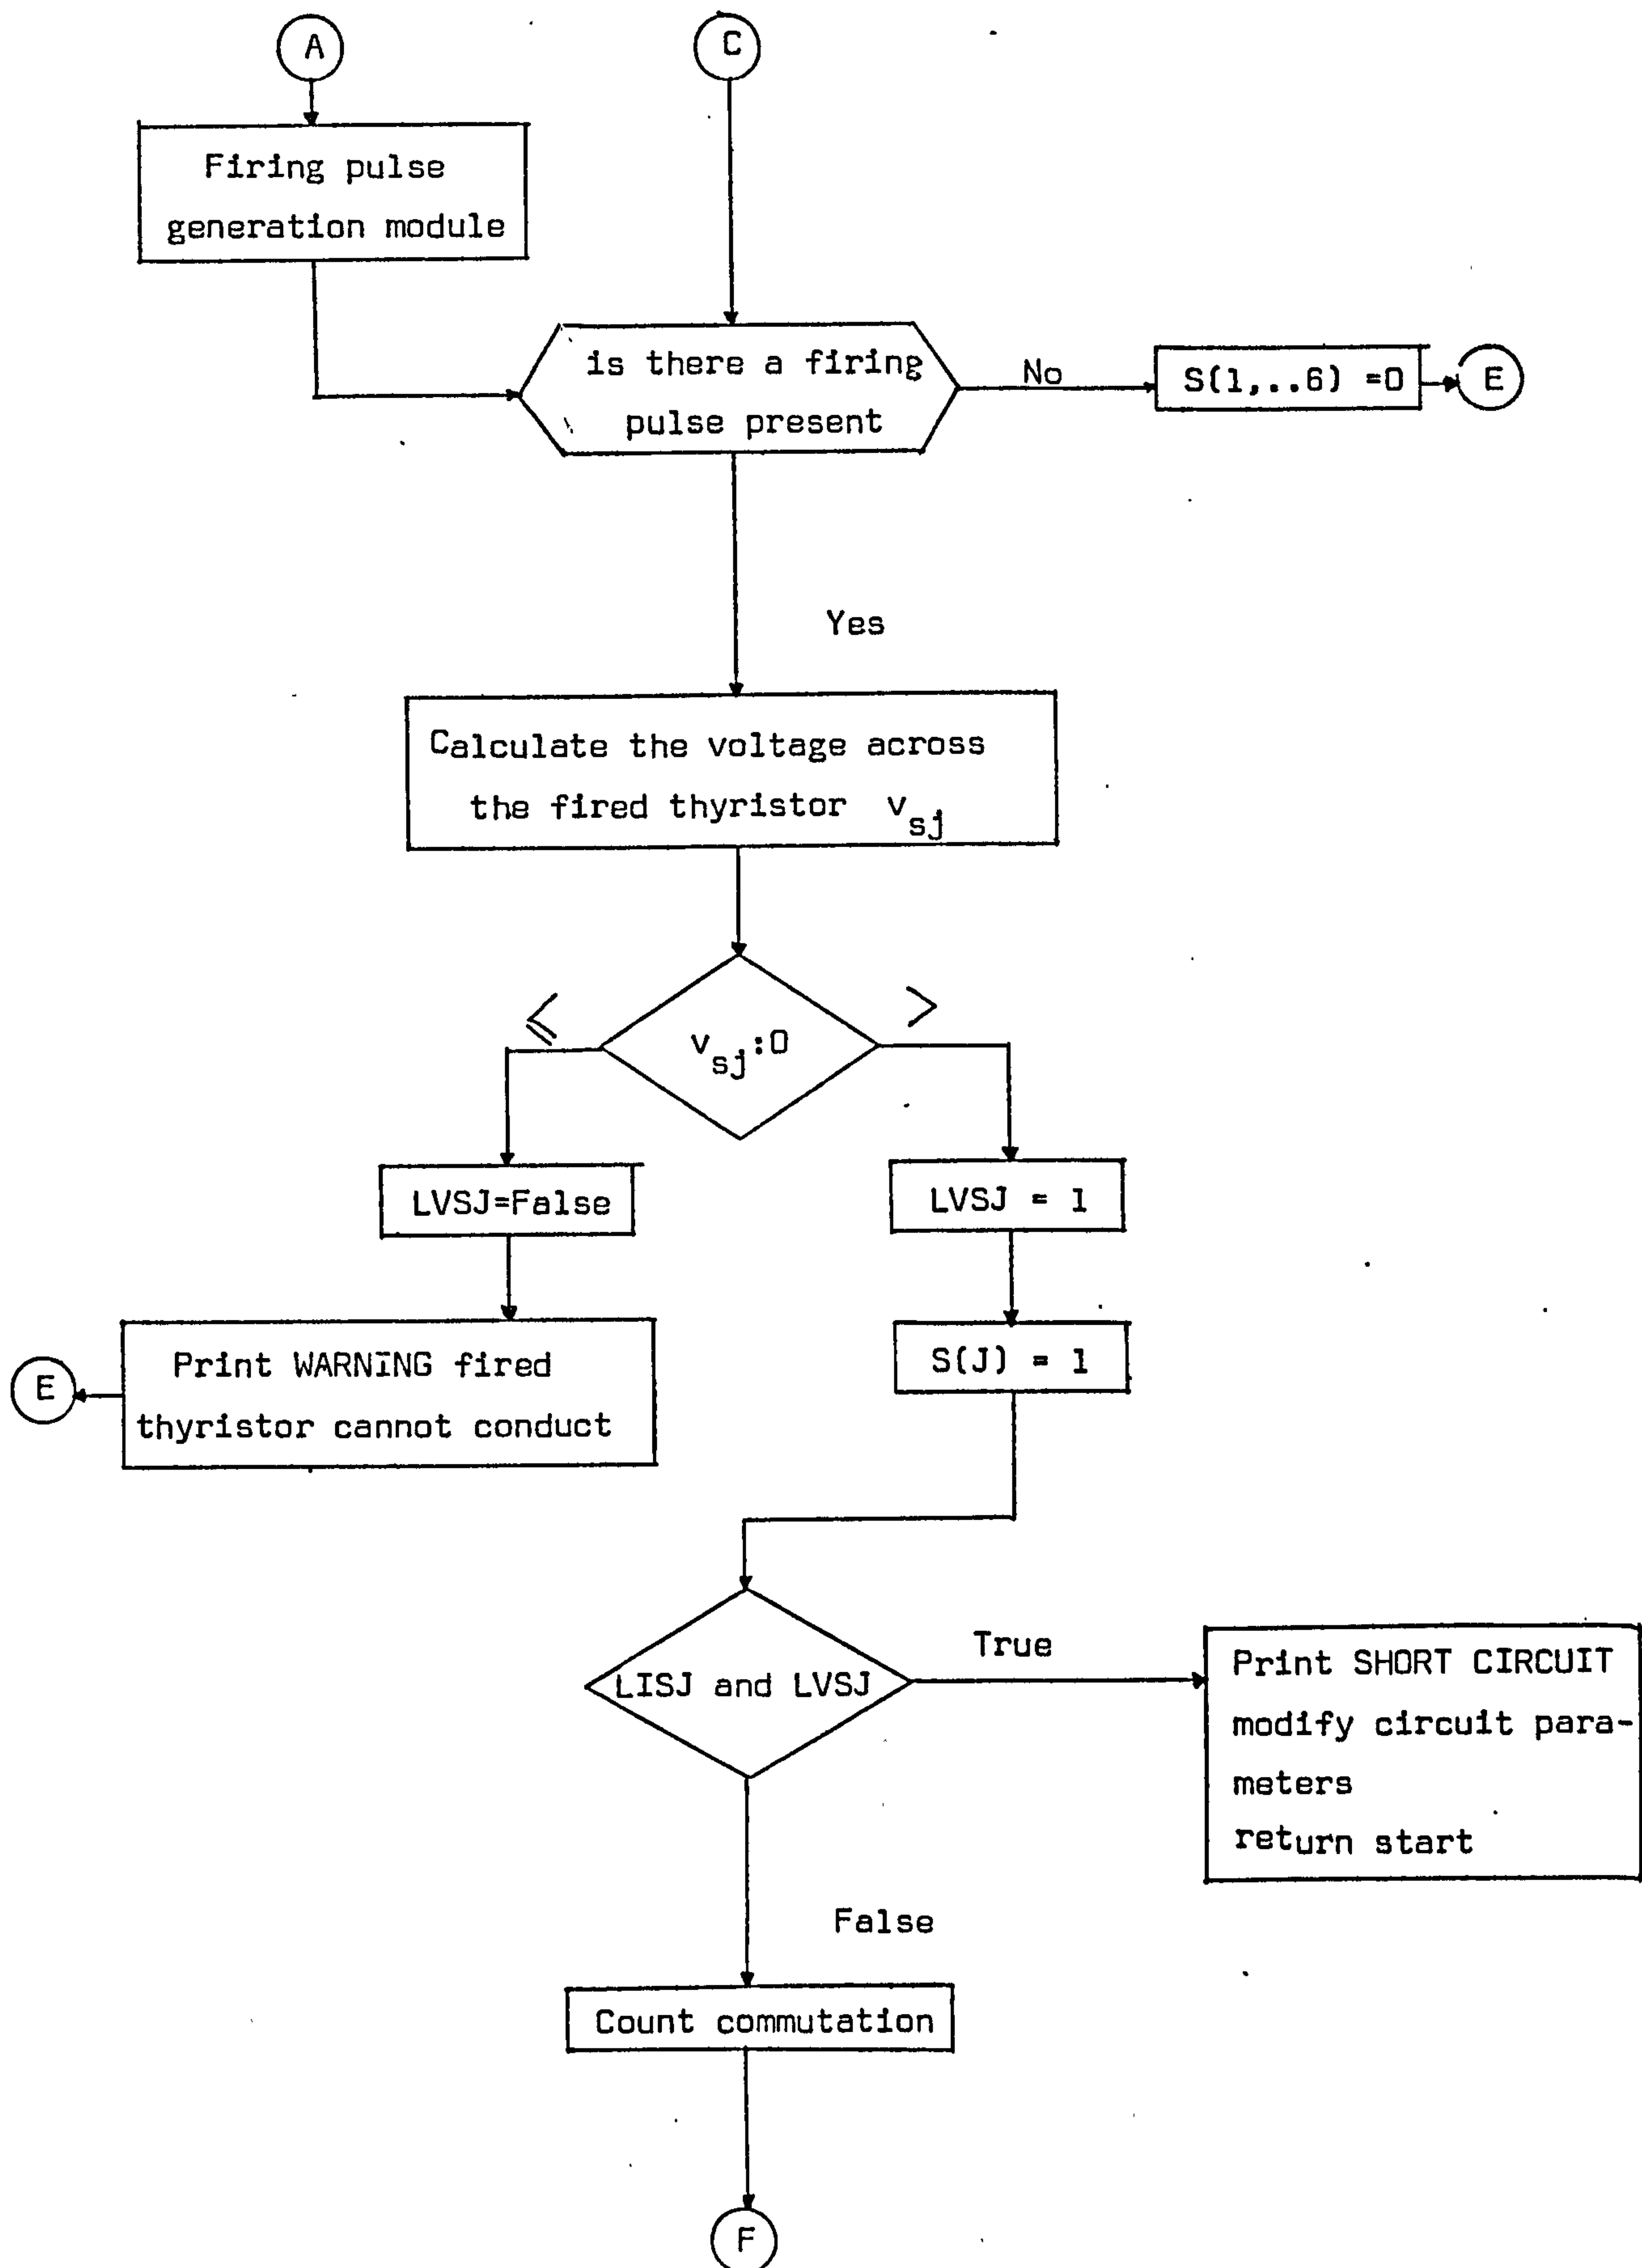 A
C
Firing pulse
generation module
is there a firing
pulse present
No
S(1,..6) =0
E
Yes
Calculate the voltage across
the fired thyristor v_sj
≤
>
v_sj:0
LVSJ=False
LVSJ = 1
Print WARNING fired
thyristor cannot conduct
E
S(J) = 1
LISJ and LVSJ
True
Print SHORT CIRCUIT
modify circuit para-
meters
return start
False
Count commutation
F